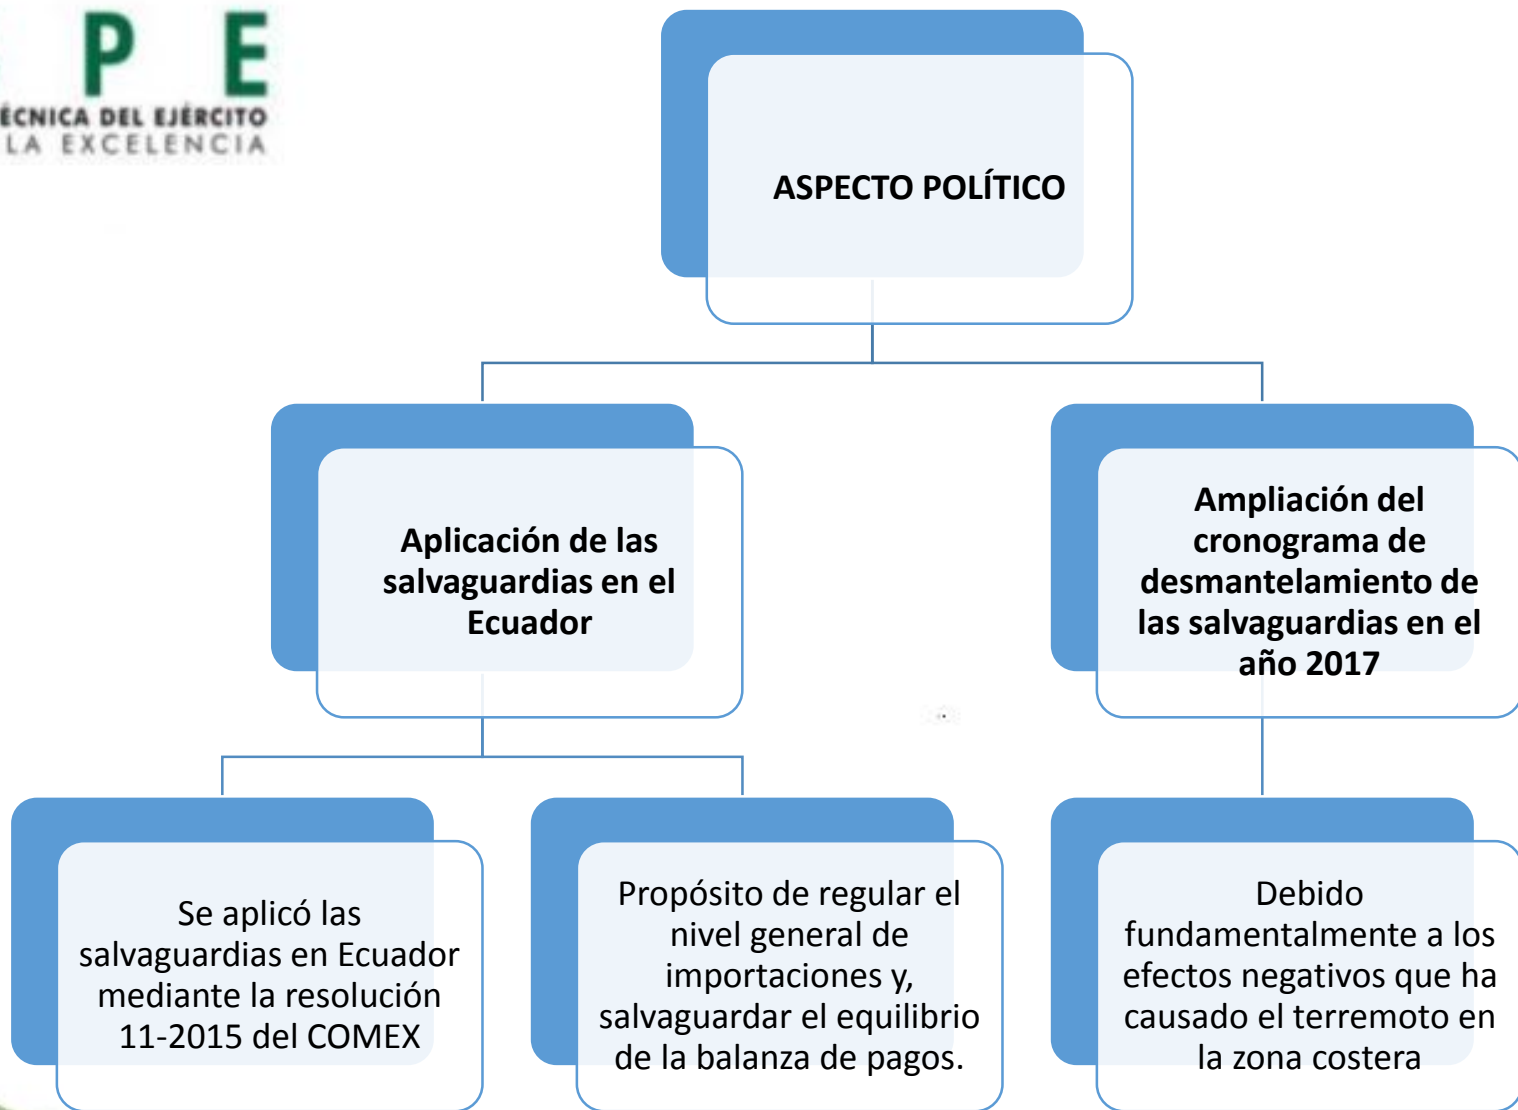 P E
ÉCNICA DEL EJÉRCITO
LA EXCELENCIA
ASPECTO POLÍTICO
Aplicación de las
salvaguardias en el
Ecuador
Ampliación del
cronograma de
desmantelamiento de
las salvaguardias en el
año 2017
Se aplicó las
salvaguardias en Ecuador
mediante la resolución
11-2015 del COMEX
Propósito de regular el
nivel general de
importaciones y,
salvaguardar el equilibrio
de la balanza de pagos.
Debido
fundamentalmente a los
efectos negativos que ha
causado el terremoto en
la zona costera